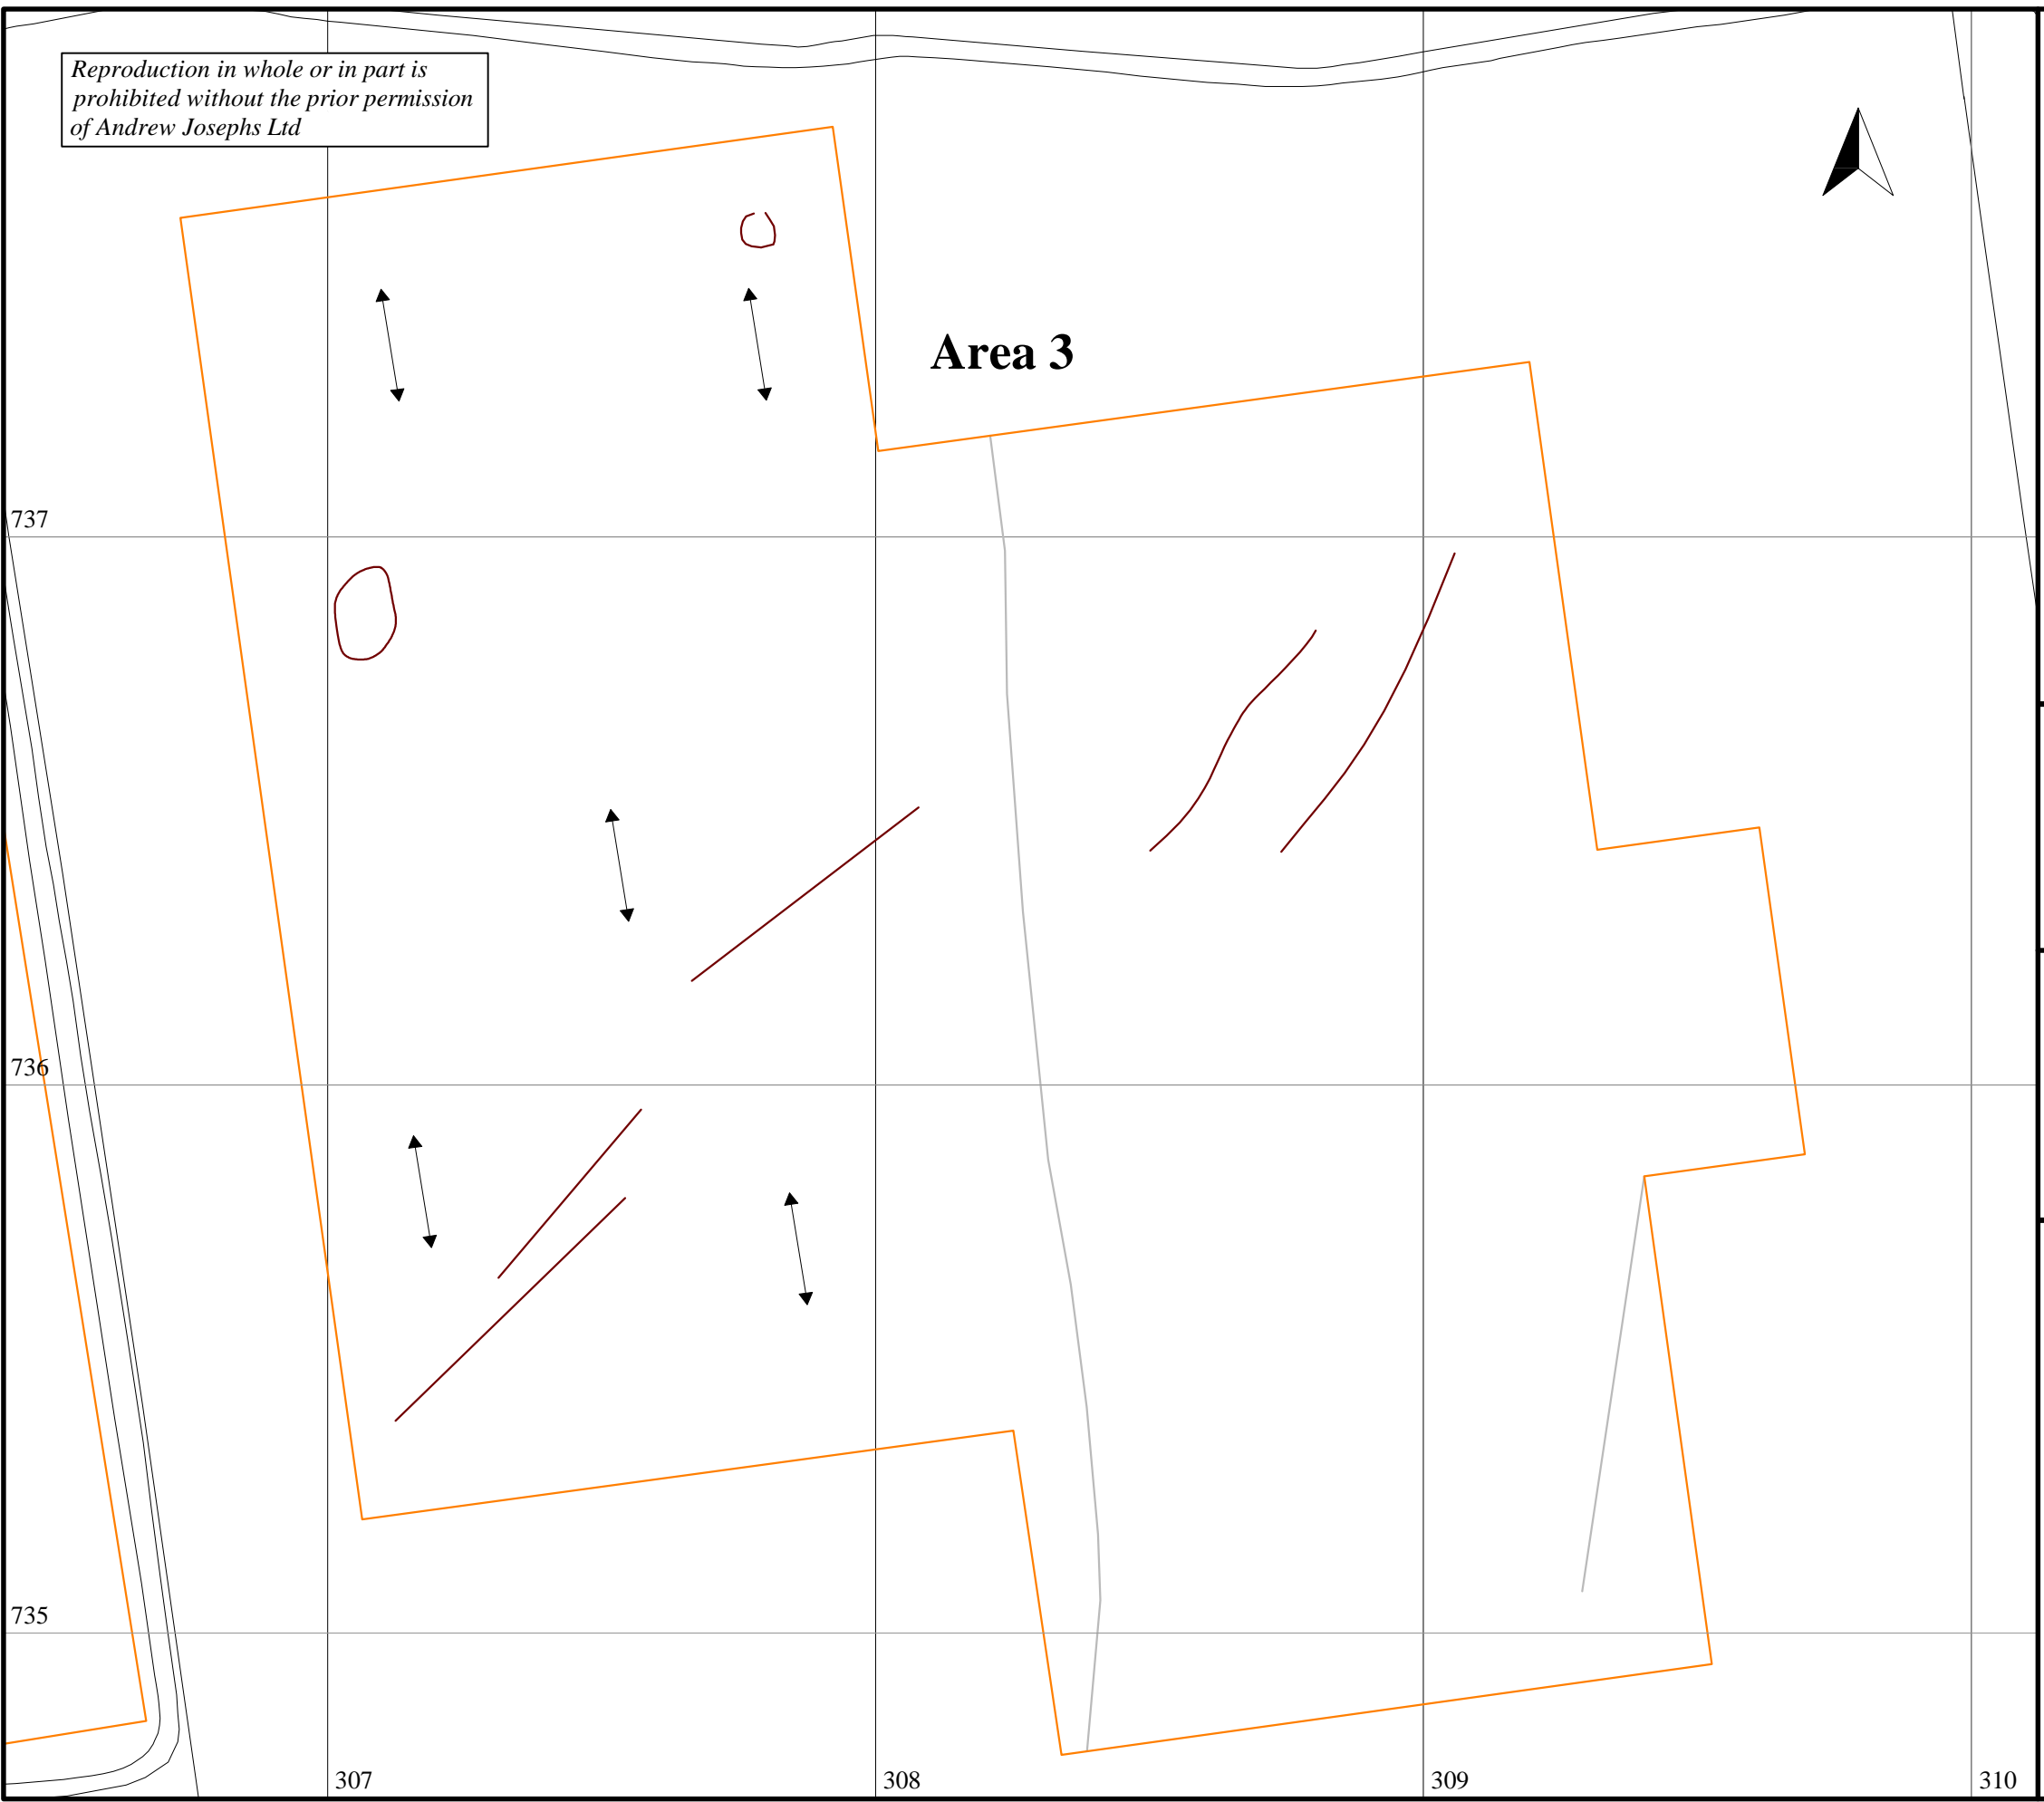 Reproduction in whole or in part is
prohibited without the prior permission
of Andrew Josephs Ltd
Area 3
737
736
735
307
308
309
310